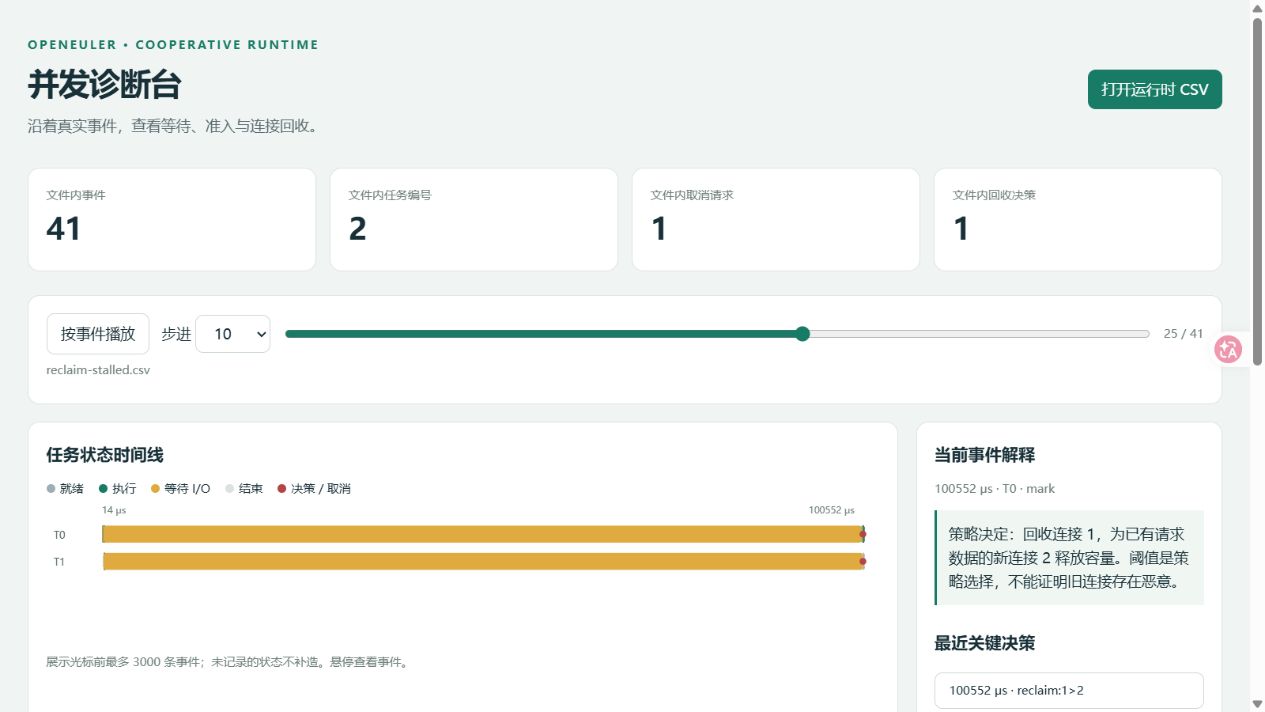 OPENEULER • COOPERATIVE RUNTIME
并发诊断台
打开运行时 CSV
沿着真实事件，查看等待、准入与连接回收。
文件内事件
41
文件内任务编号
2
文件内取消请求
1
文件内回收决策
1
按事件播放
步进
10
25 / 41
reclaim-stalled.csv
任务状态时间线
就绪
执行
等待 I/O
结束
决策 / 取消
14 μs
100552 μs
T0
T1
展示光标前最多 3000 条事件；未记录的状态不补造。悬停查看事件。
当前事件解释
100552 μs · T0 · mark
策略决定：回收连接 1，为已有请求
数据的新连接 2 释放容量。阈值是策
略选择，不能证明旧连接存在恶意。
最近关键决策
100552 μs · reclaim:1>2